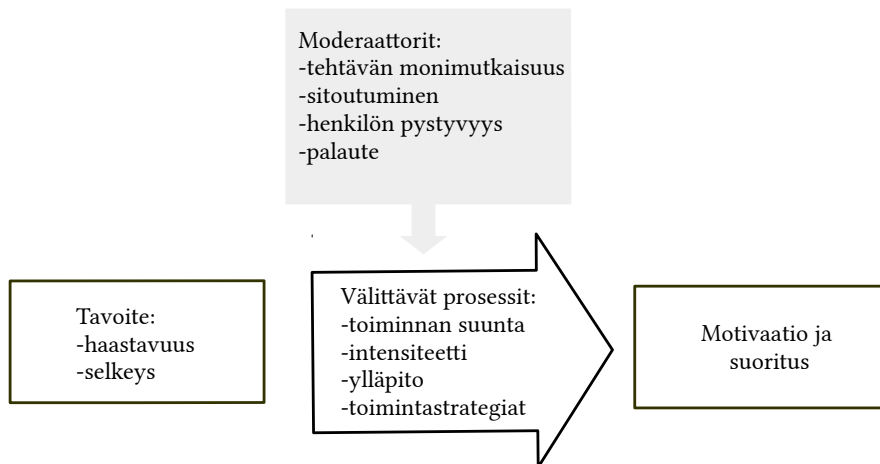 Moderaattorit:
-tehtävän monimutkaisuus
-sitoutuminen
-henkilön pystyvyys
-palaute
Tavoite:
-haastavuus
-selkeys
Välittävät prosessit:
-toiminnan suunta
-intensiteetti
-ylläpito
-toimintastrategiat
Motivaatio ja
suoritus